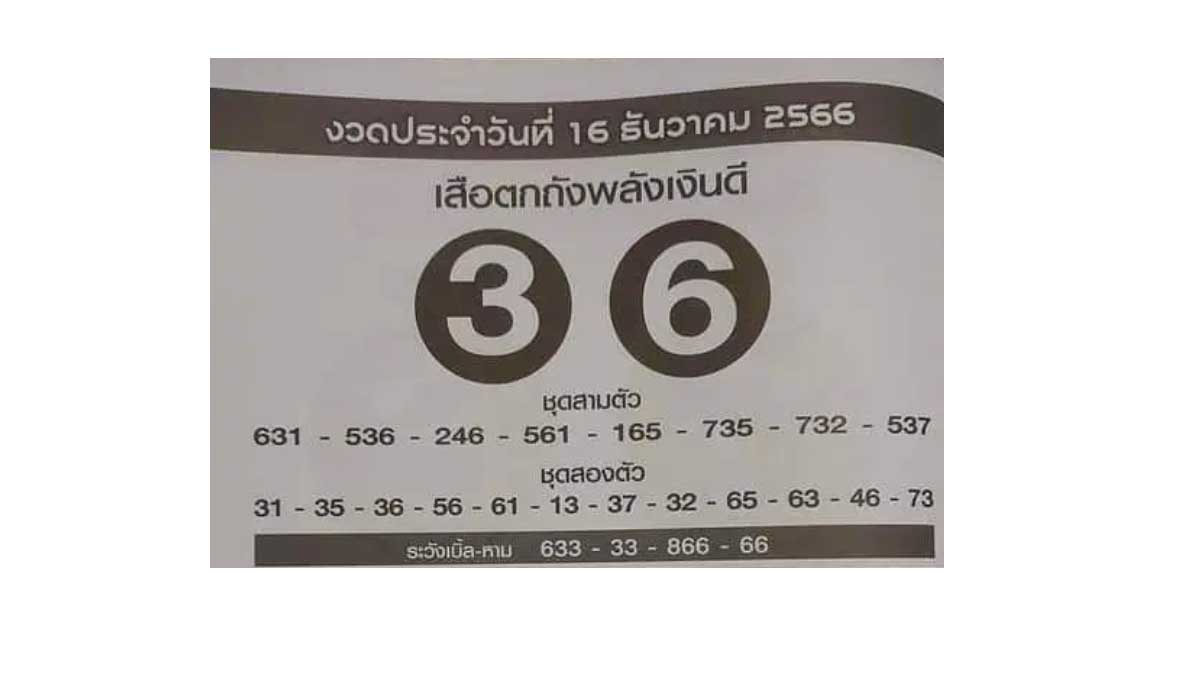 งวดประจำวันที่ 16 ธันวาคม 2566
เสือตกถังพลังเงินดี
3 6
ชุดสามตัว
631 - 536 - 246 - 561 - 165 - 735 - 732 - 537
ชุดสองตัว
31 - 35 - 36 - 56 - 61 - 13 - 37 - 32 - 65 - 63 - 46 - 73
ระวังเบิ้ล-หาม 633 - 33 - 866 - 66